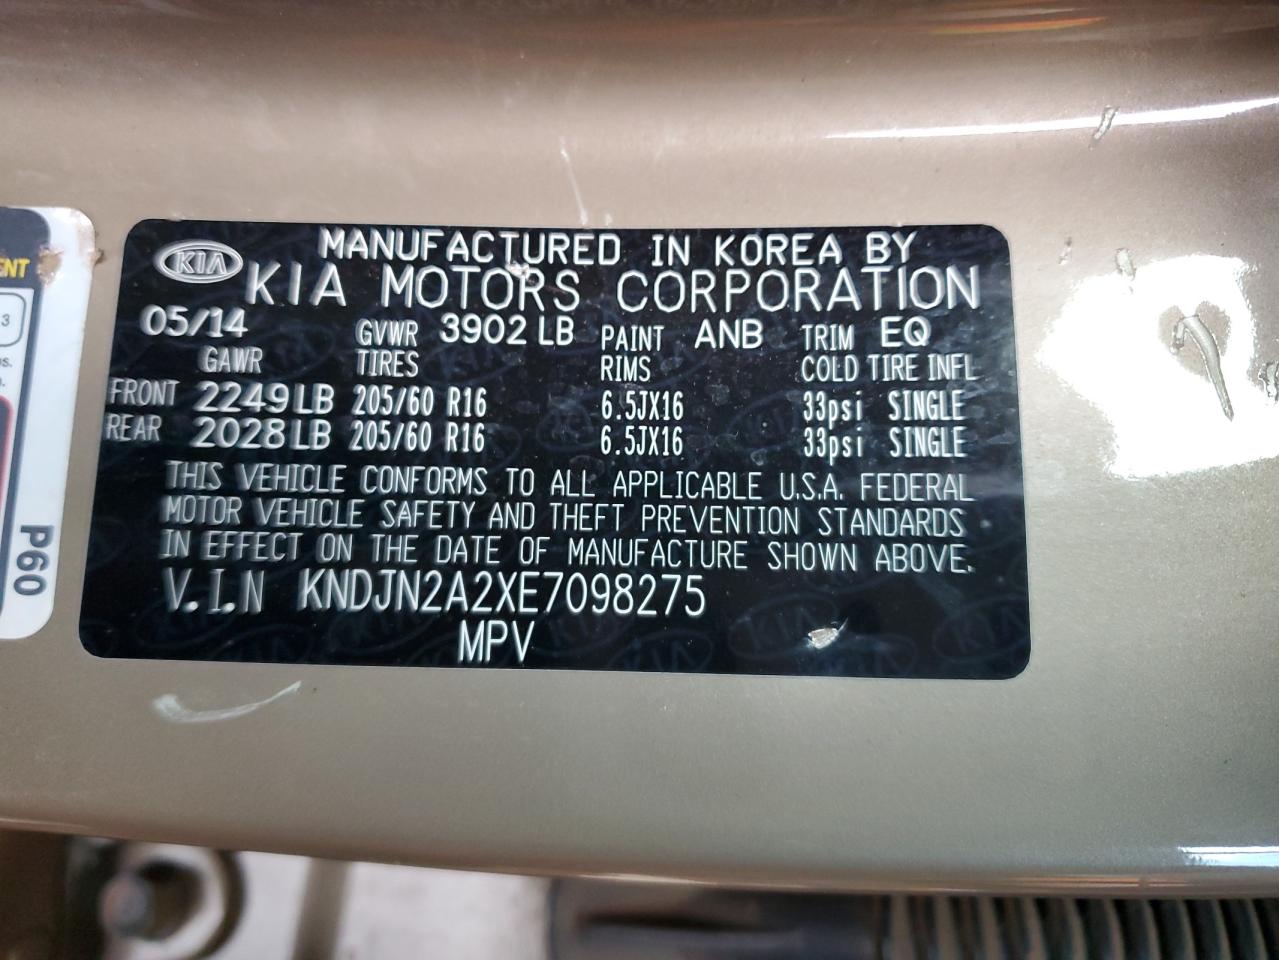 KIA
MANUFACTURED IN KOREA BY
KIA MOTORS CORPORATION
05/14 GVWR 3902 LB PAINT ANB TRIM EQ
GAWR TIRES RIMS COLD TIRE INFL
FRONT 2249 LB 205/60 R16 6.5JX16 33psi SINGLE
REAR 2028 LB 205/60 R16 6.5JX16 33psi SINGLE
THIS VEHICLE CONFORMS TO ALL APPLICABLE U.S.A. FEDERAL
MOTOR VEHICLE SAFETY AND THEFT PREVENTION STANDARDS
IN EFFECT ON THE DATE OF MANUFACTURE SHOWN ABOVE.
V.I.N KNDJN2A2XE7098275
MPV
ENT
3
P60